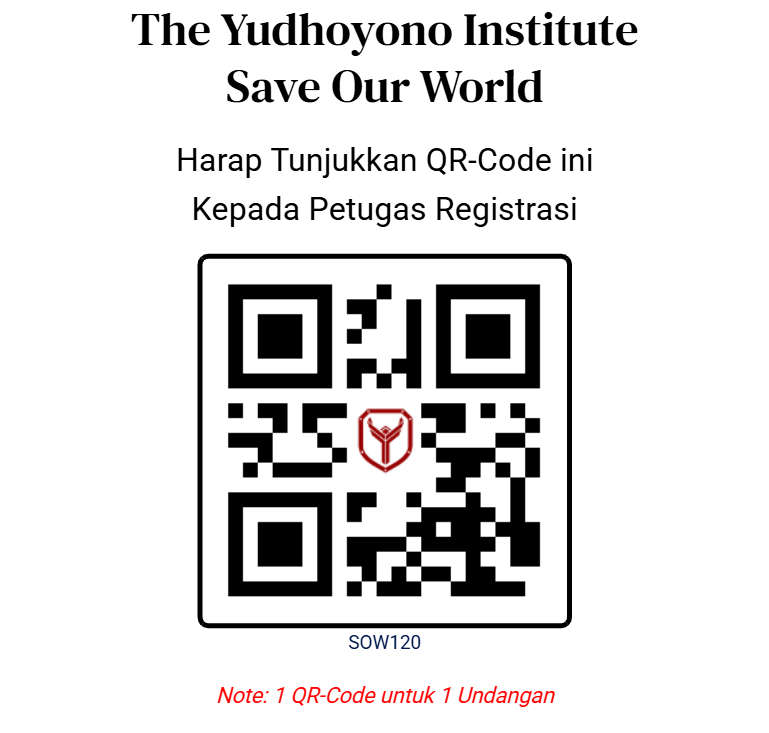 The Yudhoyono Institute
Save Our World
Harap Tunjukkan QR-Code ini
Kepada Petugas Registrasi
SOW120
Note: 1 QR-Code untuk 1 Undangan